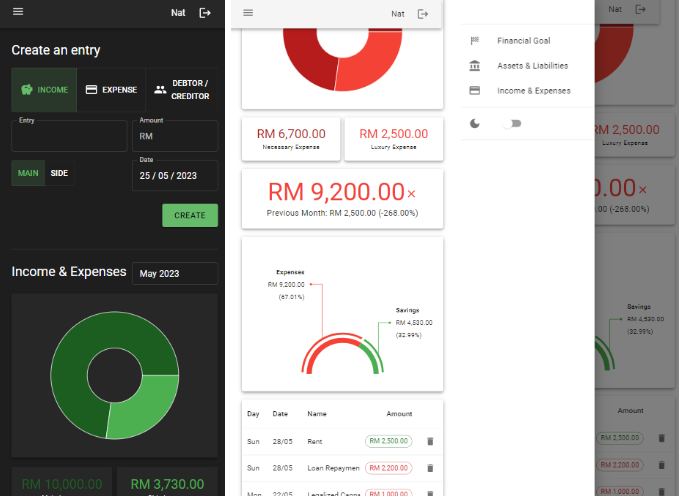 Nat
Create an entry
INCOME
EXPENSE
DEBTOR /
CREDITOR
Entry
Amount
RM
MAIN
SIDE
Date
25 / 05 / 2023
CREATE
Income & Expenses
May 2023
RM 10,000.00
RM 3,730.00
Nat
RM 6,700.00
Necessary Expense
RM 2,500.00
Luxury Expense
RM 9,200.00×
Previous Month: RM 2,500.00 (-268.00%)
Expenses
RM 9,200.00
(67.01%)
Savings
RM 4,530.00
(32.99%)
Day Date Name Amount
Sun 28/05 Rent RM 2,500.00
Sun 28/05 Loan Repaymen RM 2,200.00
Mon 22/05 RM 1,000.00
Financial Goal
Assets & Liabilities
Income & Expenses
Nat
RM 2,500.00
Luxury Expense
0.00×
.00 (-268.00%)
Savings
RM 4,530.00
(32.99%)
Amount
RM 2,500.00
RM 2,200.00
RM 1,000.00